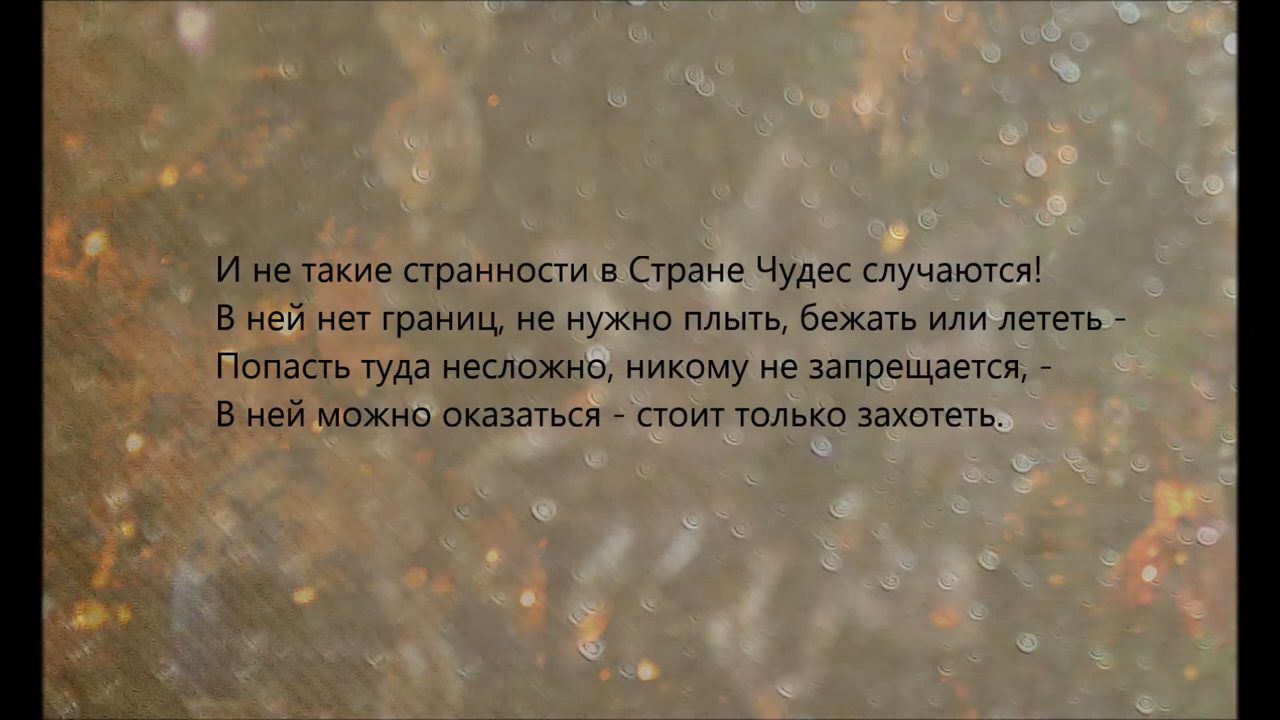 И не такие странности в Стране Чудес случаются!
В ней нет границ, не нужно плыть, бежать или лететь -
Попасть туда несложно, никому не запрещается, -
В ней можно оказаться - стоит только захотеть.